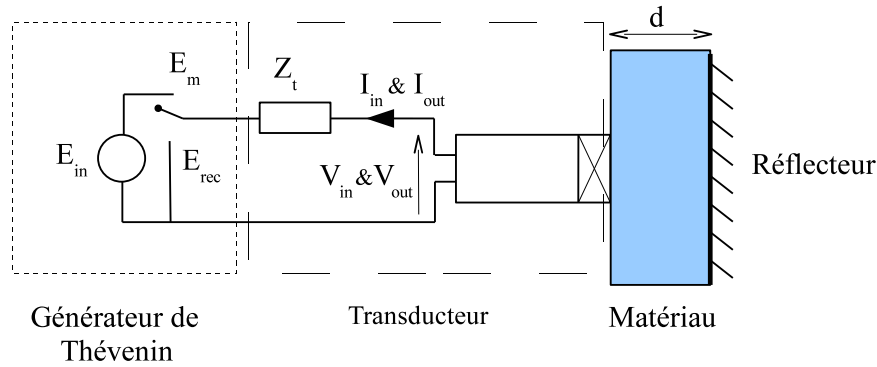 d
E_m
Z_t
I_in & I_out
E_in
E_rec
V_in & V_out
Réflecteur
Générateur de
Thévenin
Transducteur
Matériau